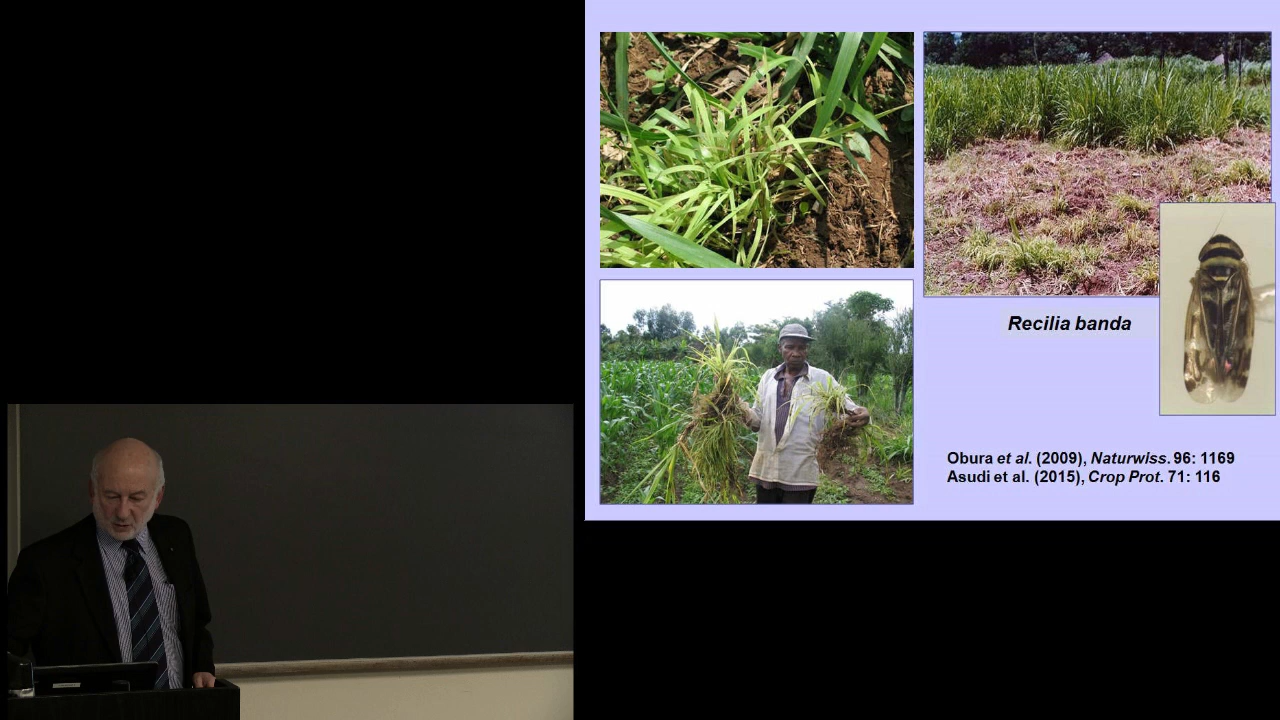 Recilia banda
Obura et al. (2009), Naturwiss. 96: 1169
Asudi et al. (2015), Crop Prot. 71: 116